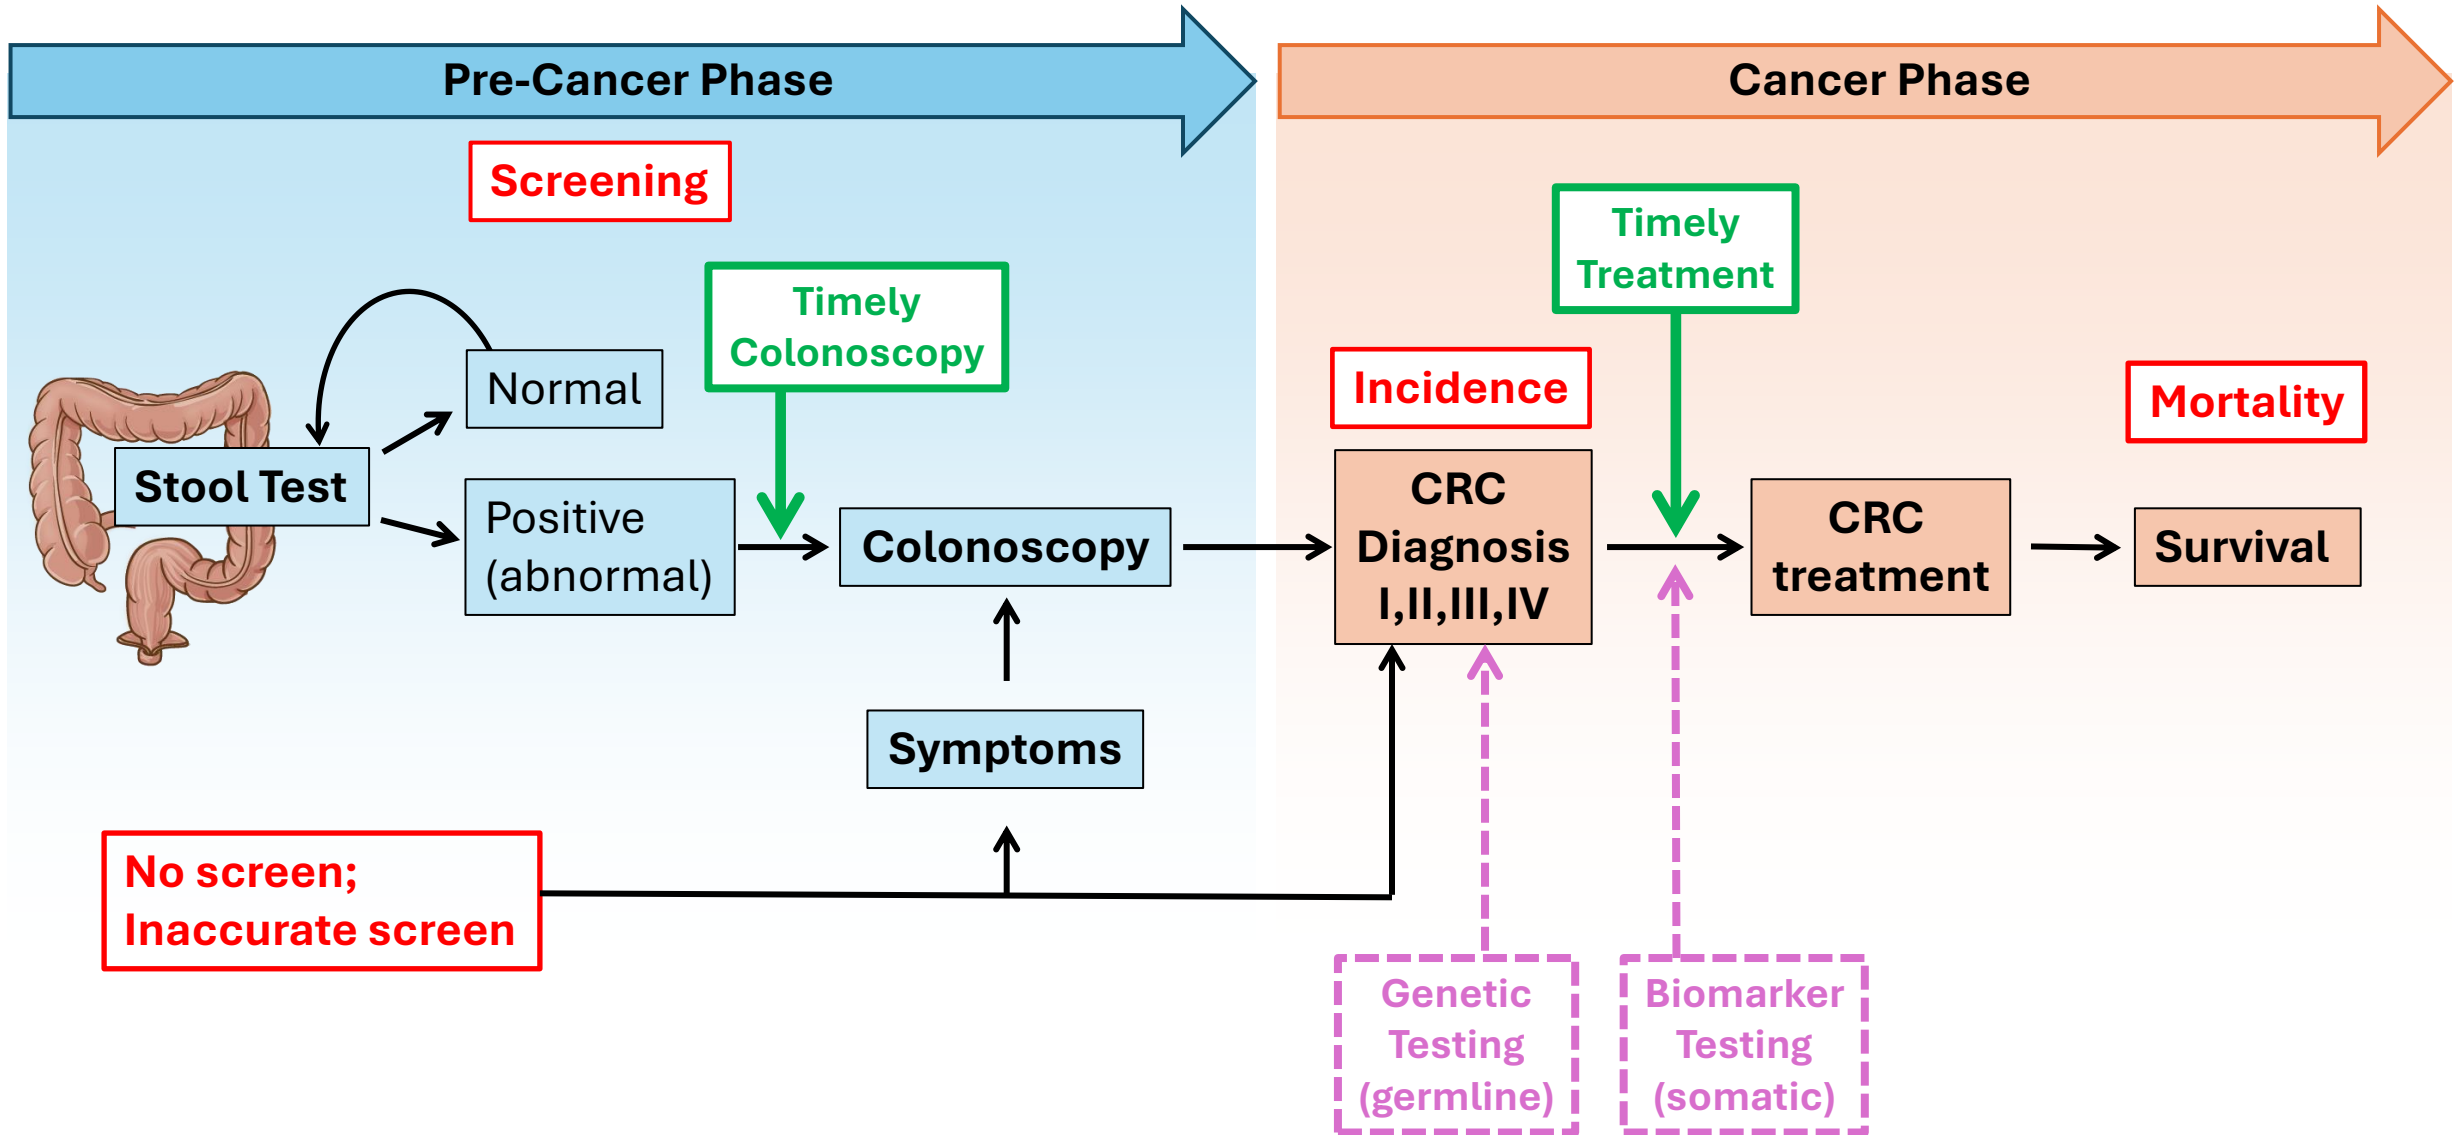 Pre-Cancer Phase
Cancer Phase
Screening
Timely
Colonoscopy
Timely
Treatment
Normal
Stool Test
Positive
(abnormal)
Colonoscopy
Symptoms
No screen;
Inaccurate screen
Incidence
CRC
Diagnosis
I,II,III,IV
CRC
treatment
Mortality
Survival
Genetic
Testing
(germline)
Biomarker
Testing
(somatic)